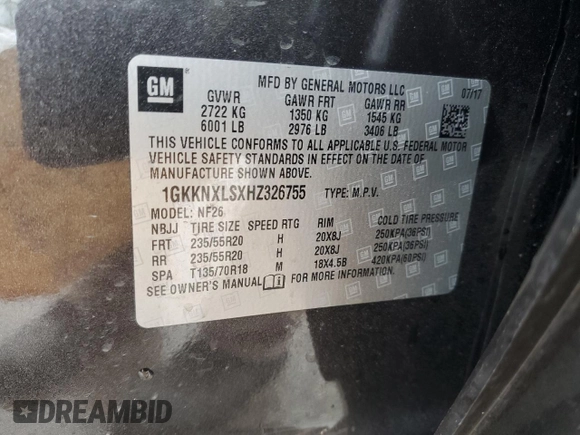 GM
MFD BY GENERAL MOTORS LLC
07/17
GVWR GAWR FRT GAWR RR
2722 KG 1350 KG 1545 KG
6001 LB 2976 LB 3406 LB
THIS VEHICLE CONFORMS TO ALL APPLICABLE U.S. FEDERAL MOTOR
VEHICLE SAFETY STANDARDS IN EFFECT ON THE DATE OF
MANUFACTURE SHOWN ABOVE.
1GKKNXLSXHZ326755 TYPE: M.P.V.
MODEL: NF26
NBJJ TIRE SIZE SPEED RTG RIM COLD TIRE PRESSURE
FRT 235/55R20 H 20X8J 250KPA(36PSI)
RR 235/55R20 H 20X8J 250KPA(36PSI)
SPA T135/70R18 M 18X4.5B 420KPA(60PSI)
SEE OWNER'S MANUAL FOR MORE INFORMATION
DREAMBID